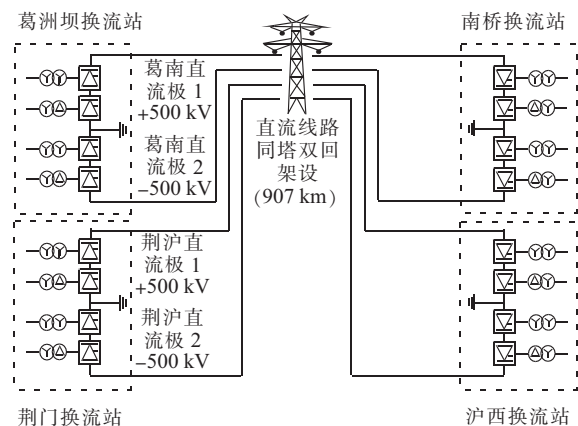 葛洲坝换流站
南桥换流站
葛南直
流极 1
+500 kV
葛南直
流极 2
−500 kV
直流线路
同塔双回
架设
(907 km)
荆沪直
流极 1
+500 kV
荆沪直
流极 2
−500 kV
荆门换流站
沪西换流站